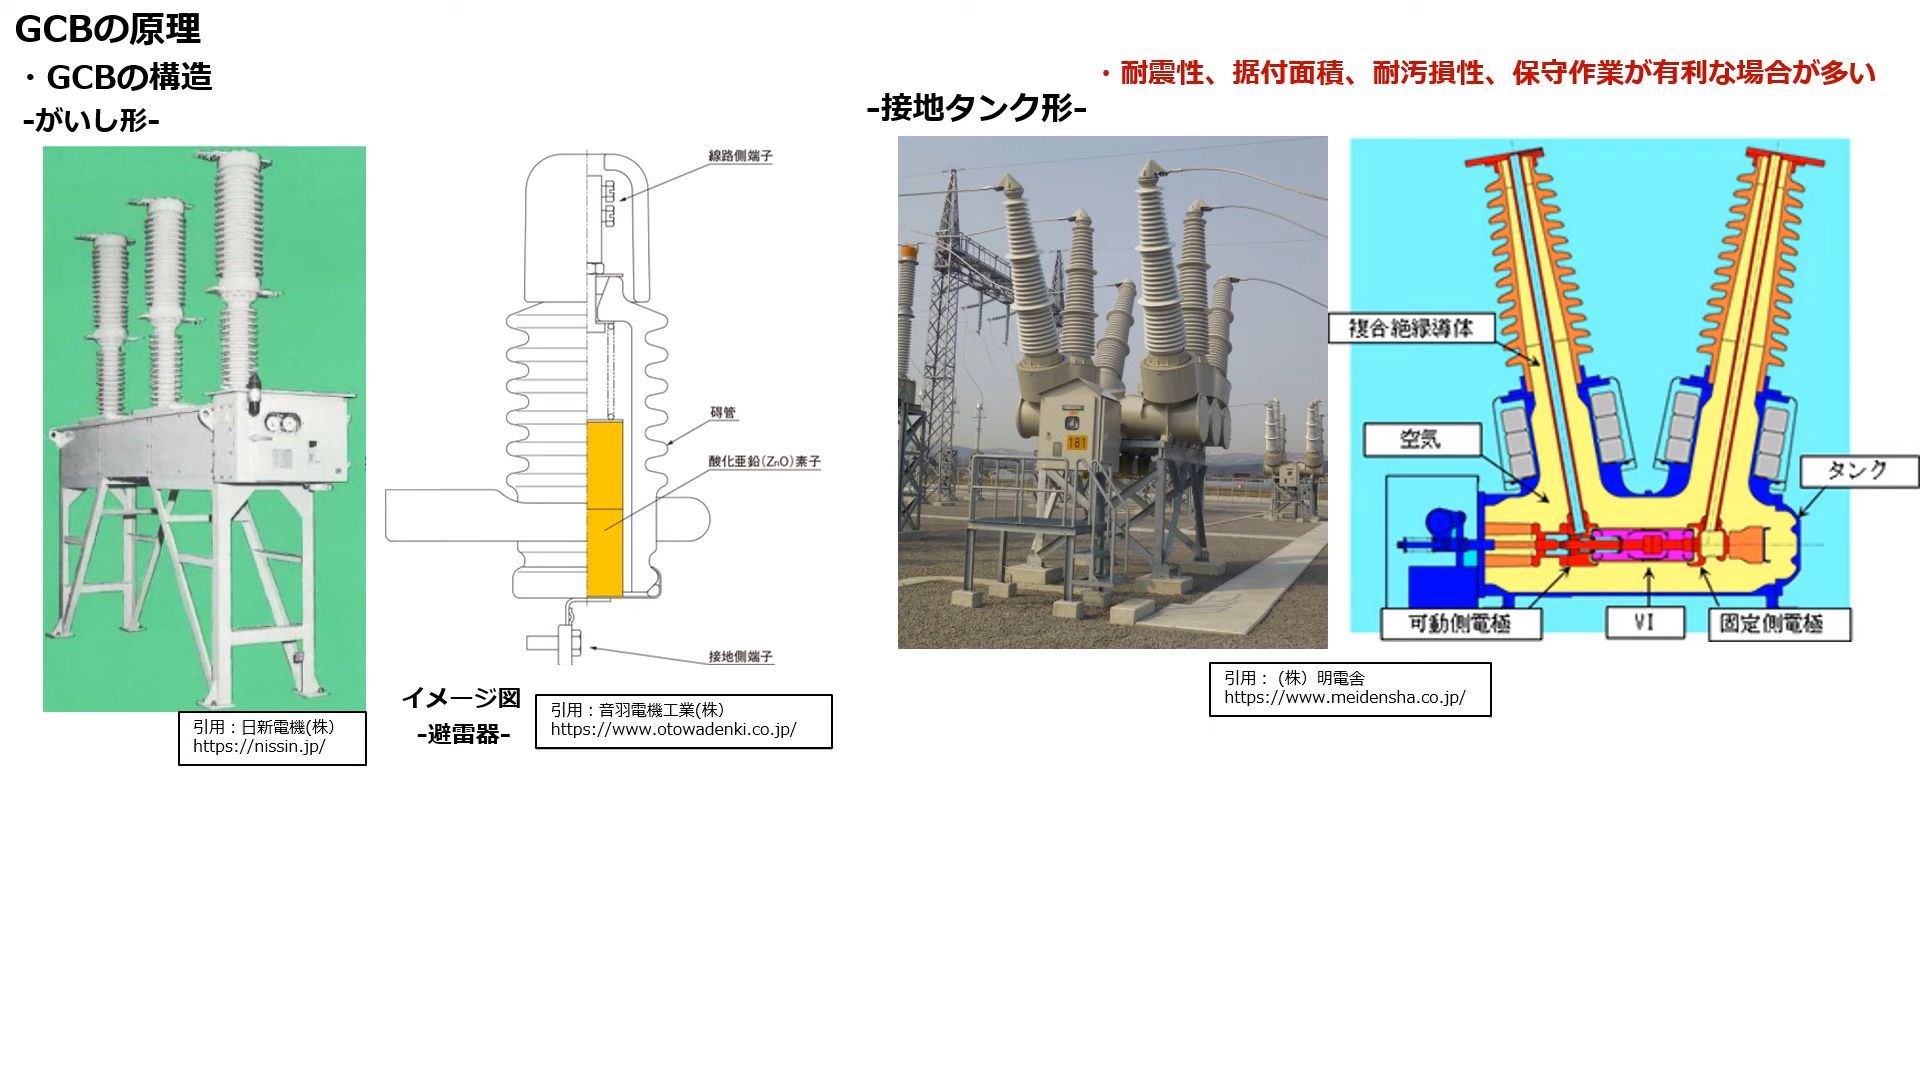 GCBの原理
・GCBの構造
-がいし形-
・耐震性、据付面積、耐汚損性、保守作業が有利な場合が多い
-接地タンク形-
線路側端子
碍管
酸化亜鉛(ZnO)素子
接地側端子
イメージ図
-避雷器-
引用：日新電機(株)
https://nissin.jp/
引用：音羽電機工業(株)
https://www.otowadenki.co.jp/
181
複合絶縁導体
空気
タンク
可動側電極
VI
固定側電極
引用：（株）明電舎
https://www.meidensha.co.jp/